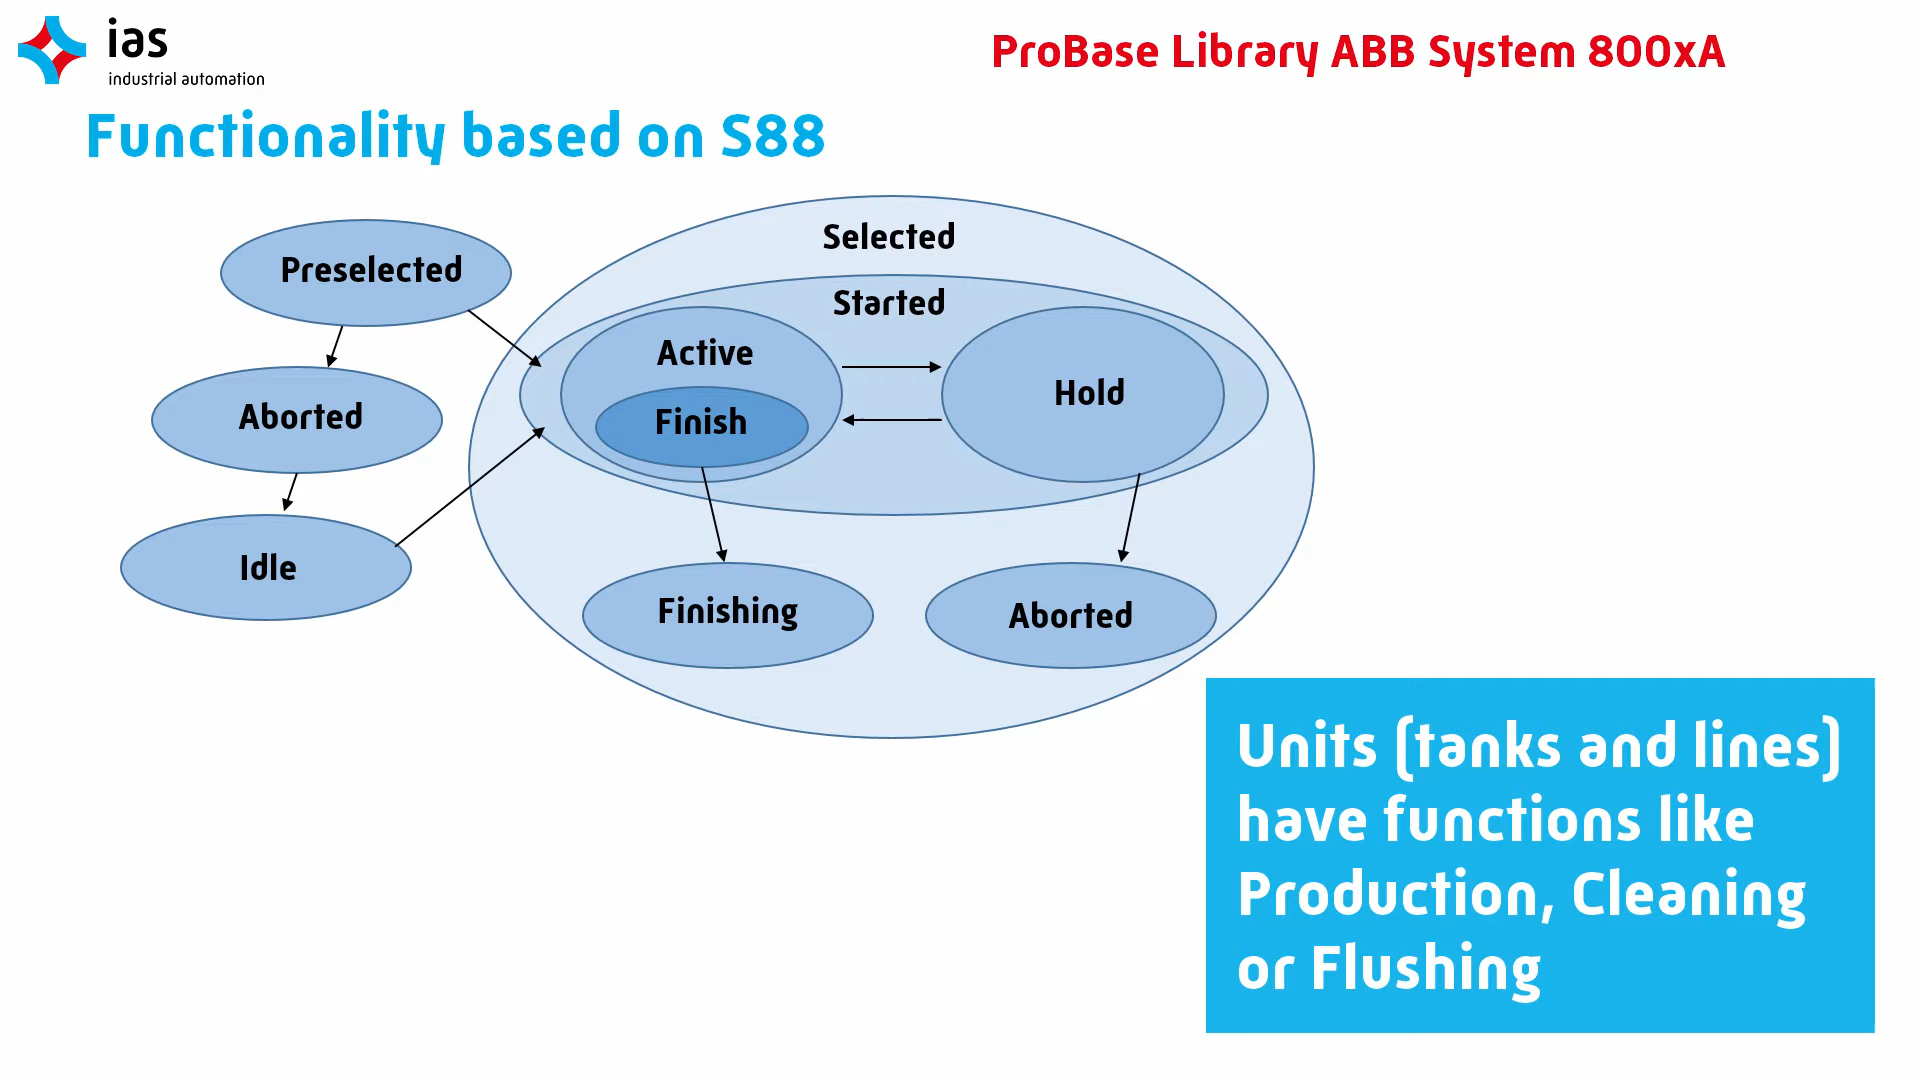 ias
industrial automation
ProBase Library ABB System 800xA
Functionality based on S88
Preselected
Aborted
Idle
Selected
Started
Active
Finish
Hold
Finishing
Aborted
Units (tanks and lines)
have functions like
Production, Cleaning
or Flushing